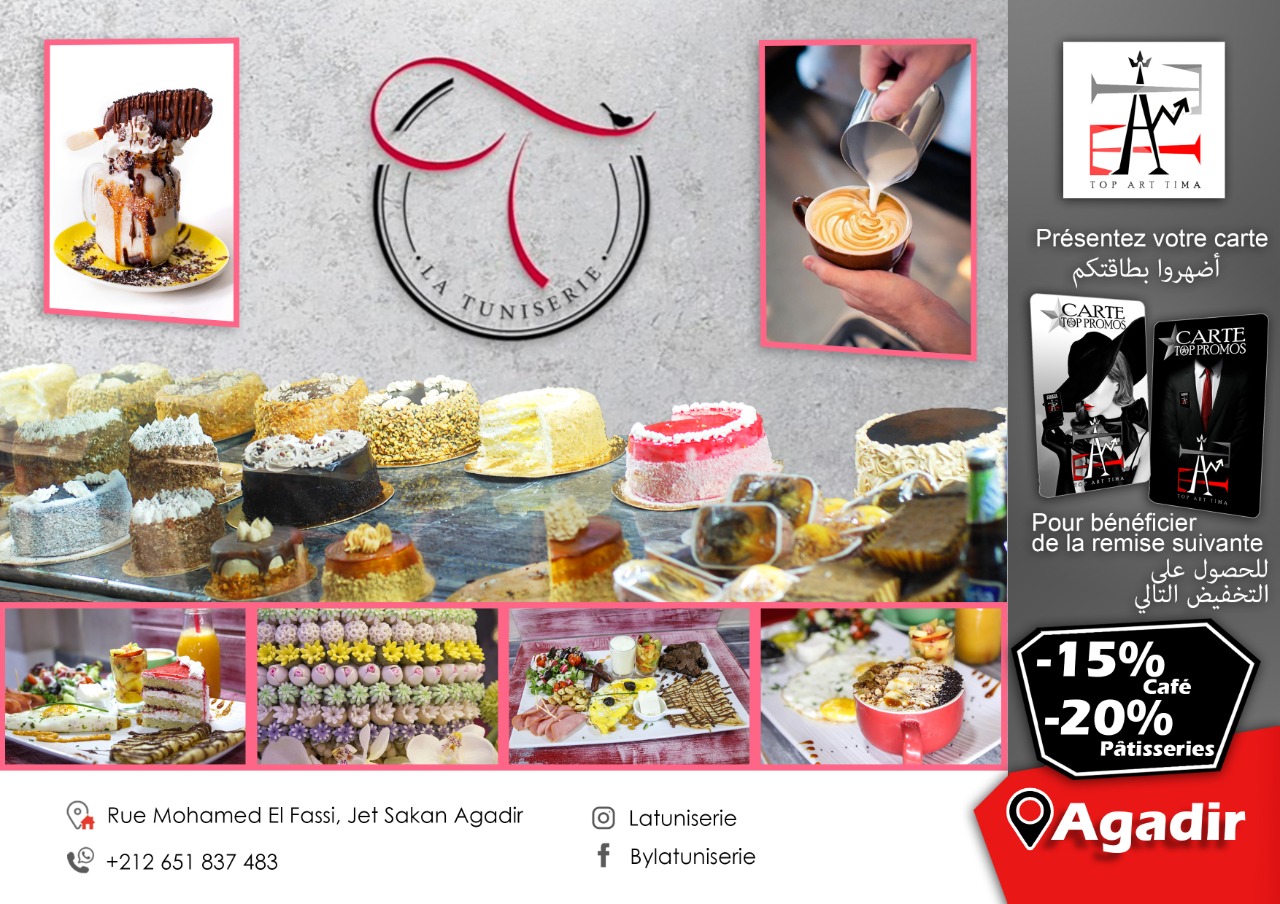 LA TUNISERIE
TOP ART TIMA
Présentez votre carte
أضهروا بطاقتكم
CARTE
TOP PROMOS
TOP ART TIMA
CARTE
TOP PROMOS
TOP ART TIMA
Pour bénéficier
de la remise suivante
للحصول على
التخفيض التالي
-15%
Café
-20%
Pâtisseries
Agadir
Rue Mohamed El Fassi, Jet Sakan Agadir
+212 651 837 483
Latuniserie
Bylatuniserie